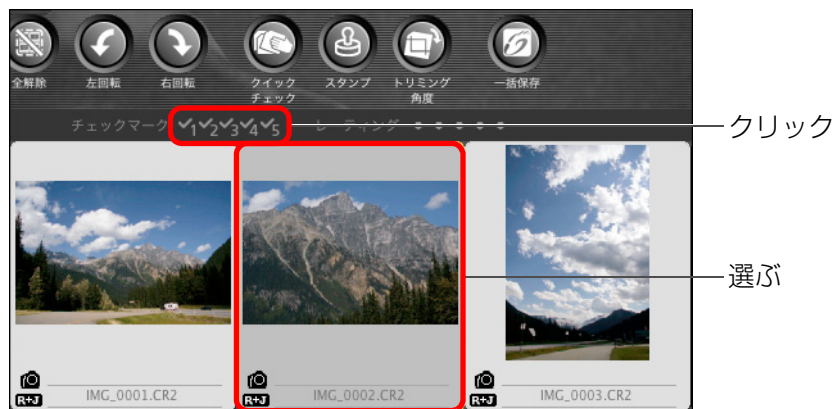 全解除
左回転
右回転
クイック
チェック
スタンプ
トリミング
角度
一括保存
チェックマーク 1 2 3 4 5 レーティング
クリック
選ぶ
R+J IMG_0001.CR2
R+J IMG_0002.CR2
R+J IMG_0003.CR2